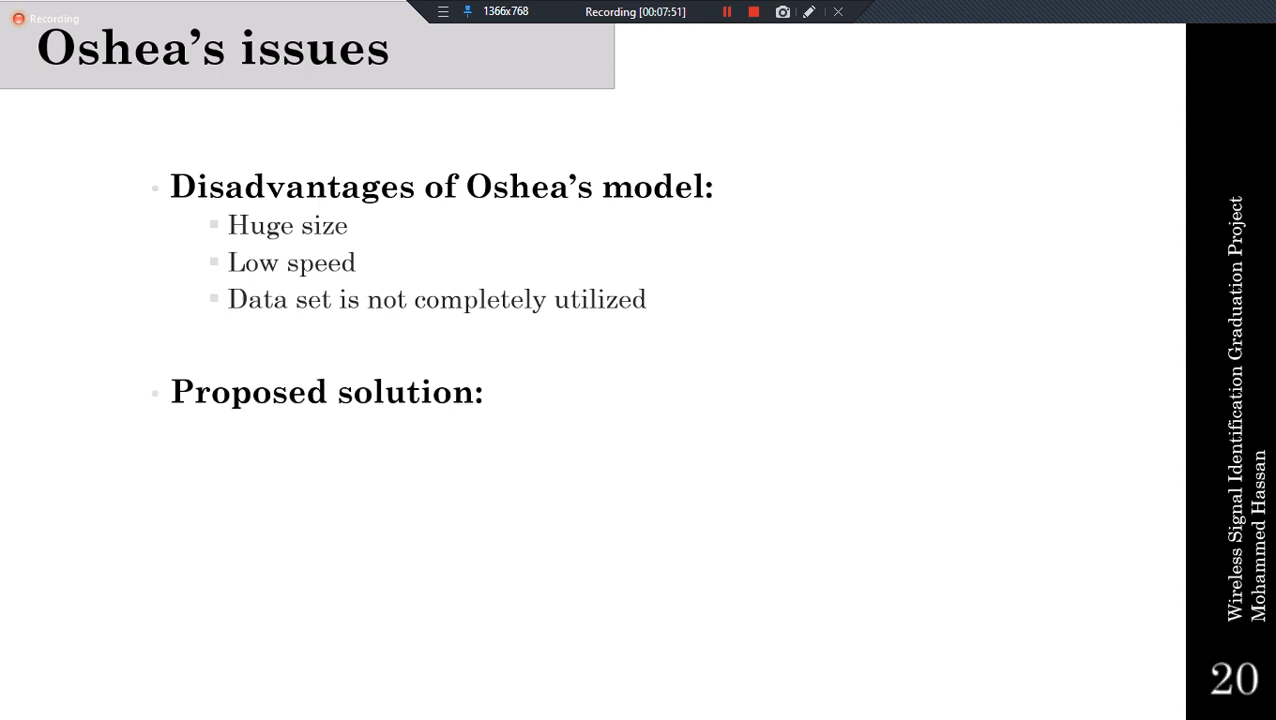 Recording
1366x768
Recording [00:07:51]
Oshea's issues
Disadvantages of Oshea's model:
Huge size
Low speed
Data set is not completely utilized
Proposed solution:
Wireless Signal Identification Graduation Project
Mohammed Hassan
20